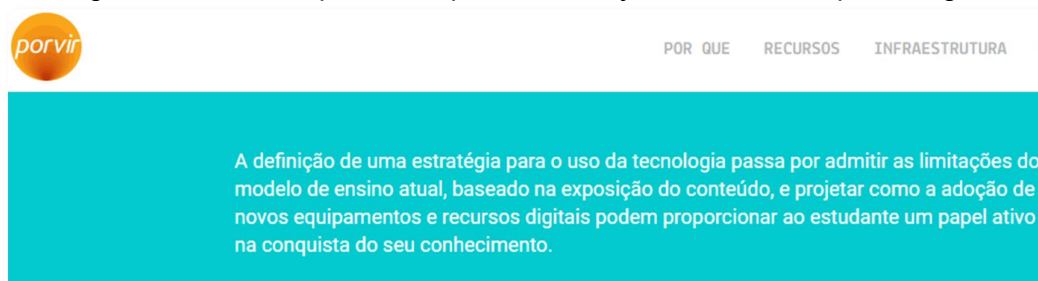 porvir
POR QUE RECURSOS INFRAESTRUTURA
A definição de uma estratégia para o uso da tecnologia passa por admitir as limitações do
modelo de ensino atual, baseado na exposição do conteúdo, e projetar como a adoção de
novos equipamentos e recursos digitais podem proporcionar ao estudante um papel ativo
na conquista do seu conhecimento.